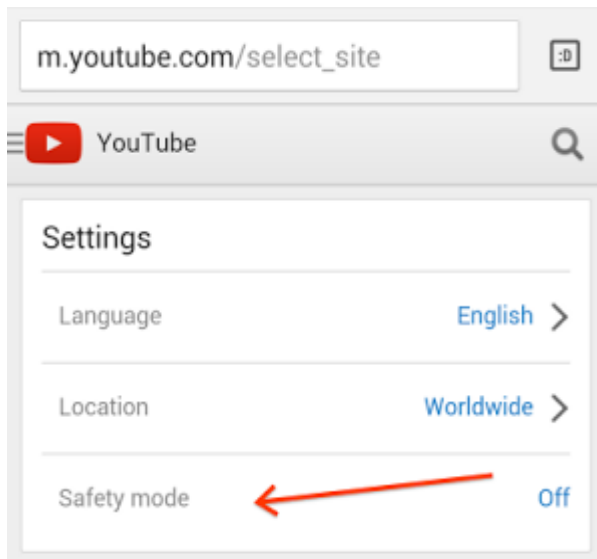 m.youtube.com/select_site :D
YouTube
Settings
Language English
Location Worldwide
Safety mode Off